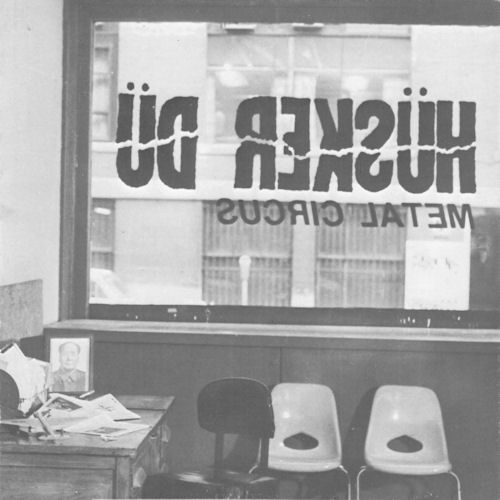 HÜSKER DÜ
METAL CIRCUS